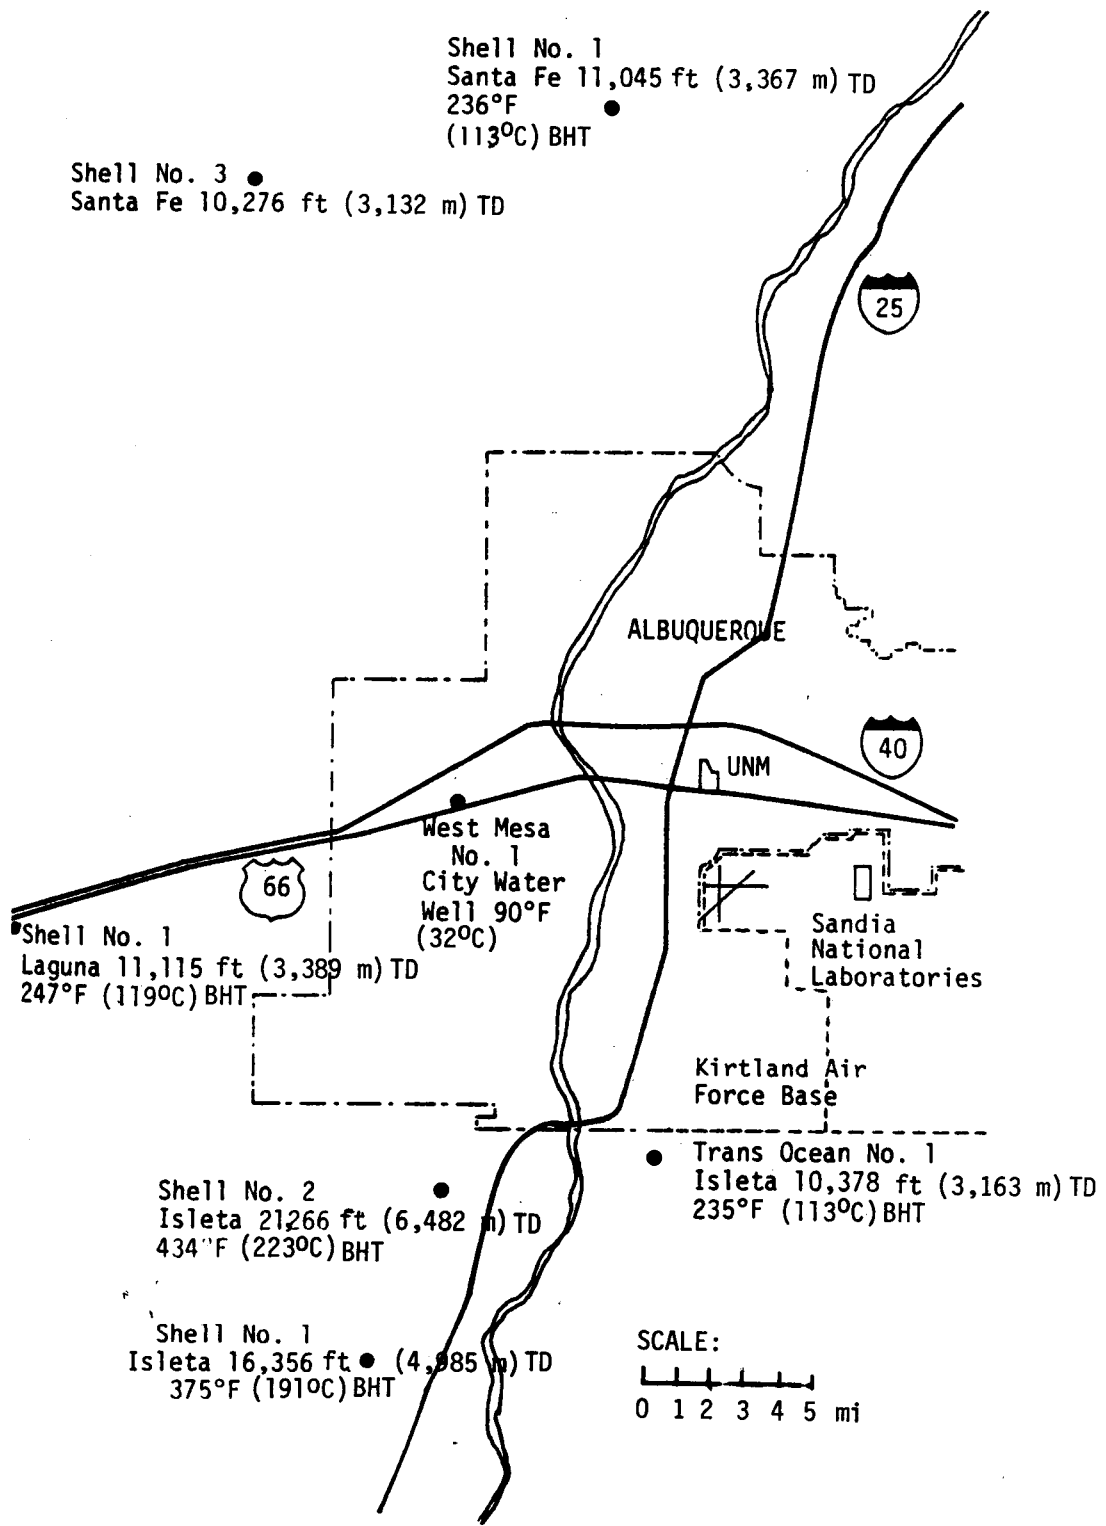 Shell No. 1
Santa Fe 11,045 ft (3,367 m) TD
236°F
(113°C) BHT
Shell No. 3
Santa Fe 10,276 ft (3,132 m) TD
25
ALBUQUERQUE
40
UNM
West Mesa
No. 1
City Water
Well 90°F
(32°C)
66
Shell No. 1
Laguna 11,115 ft (3,389 m) TD
247°F (119°C) BHT
Sandia
National
Laboratories
Kirtland Air
Force Base
Trans Ocean No. 1
Isleta 10,378 ft (3,163 m) TD
235°F (113°C) BHT
Shell No. 2
Isleta 21,266 ft (6,482 m) TD
434°F (223°C) BHT
Shell No. 1
Isleta 16,356 ft (4,985 m) TD
375°F (191°C) BHT
SCALE:
0 1 2 3 4 5 mi